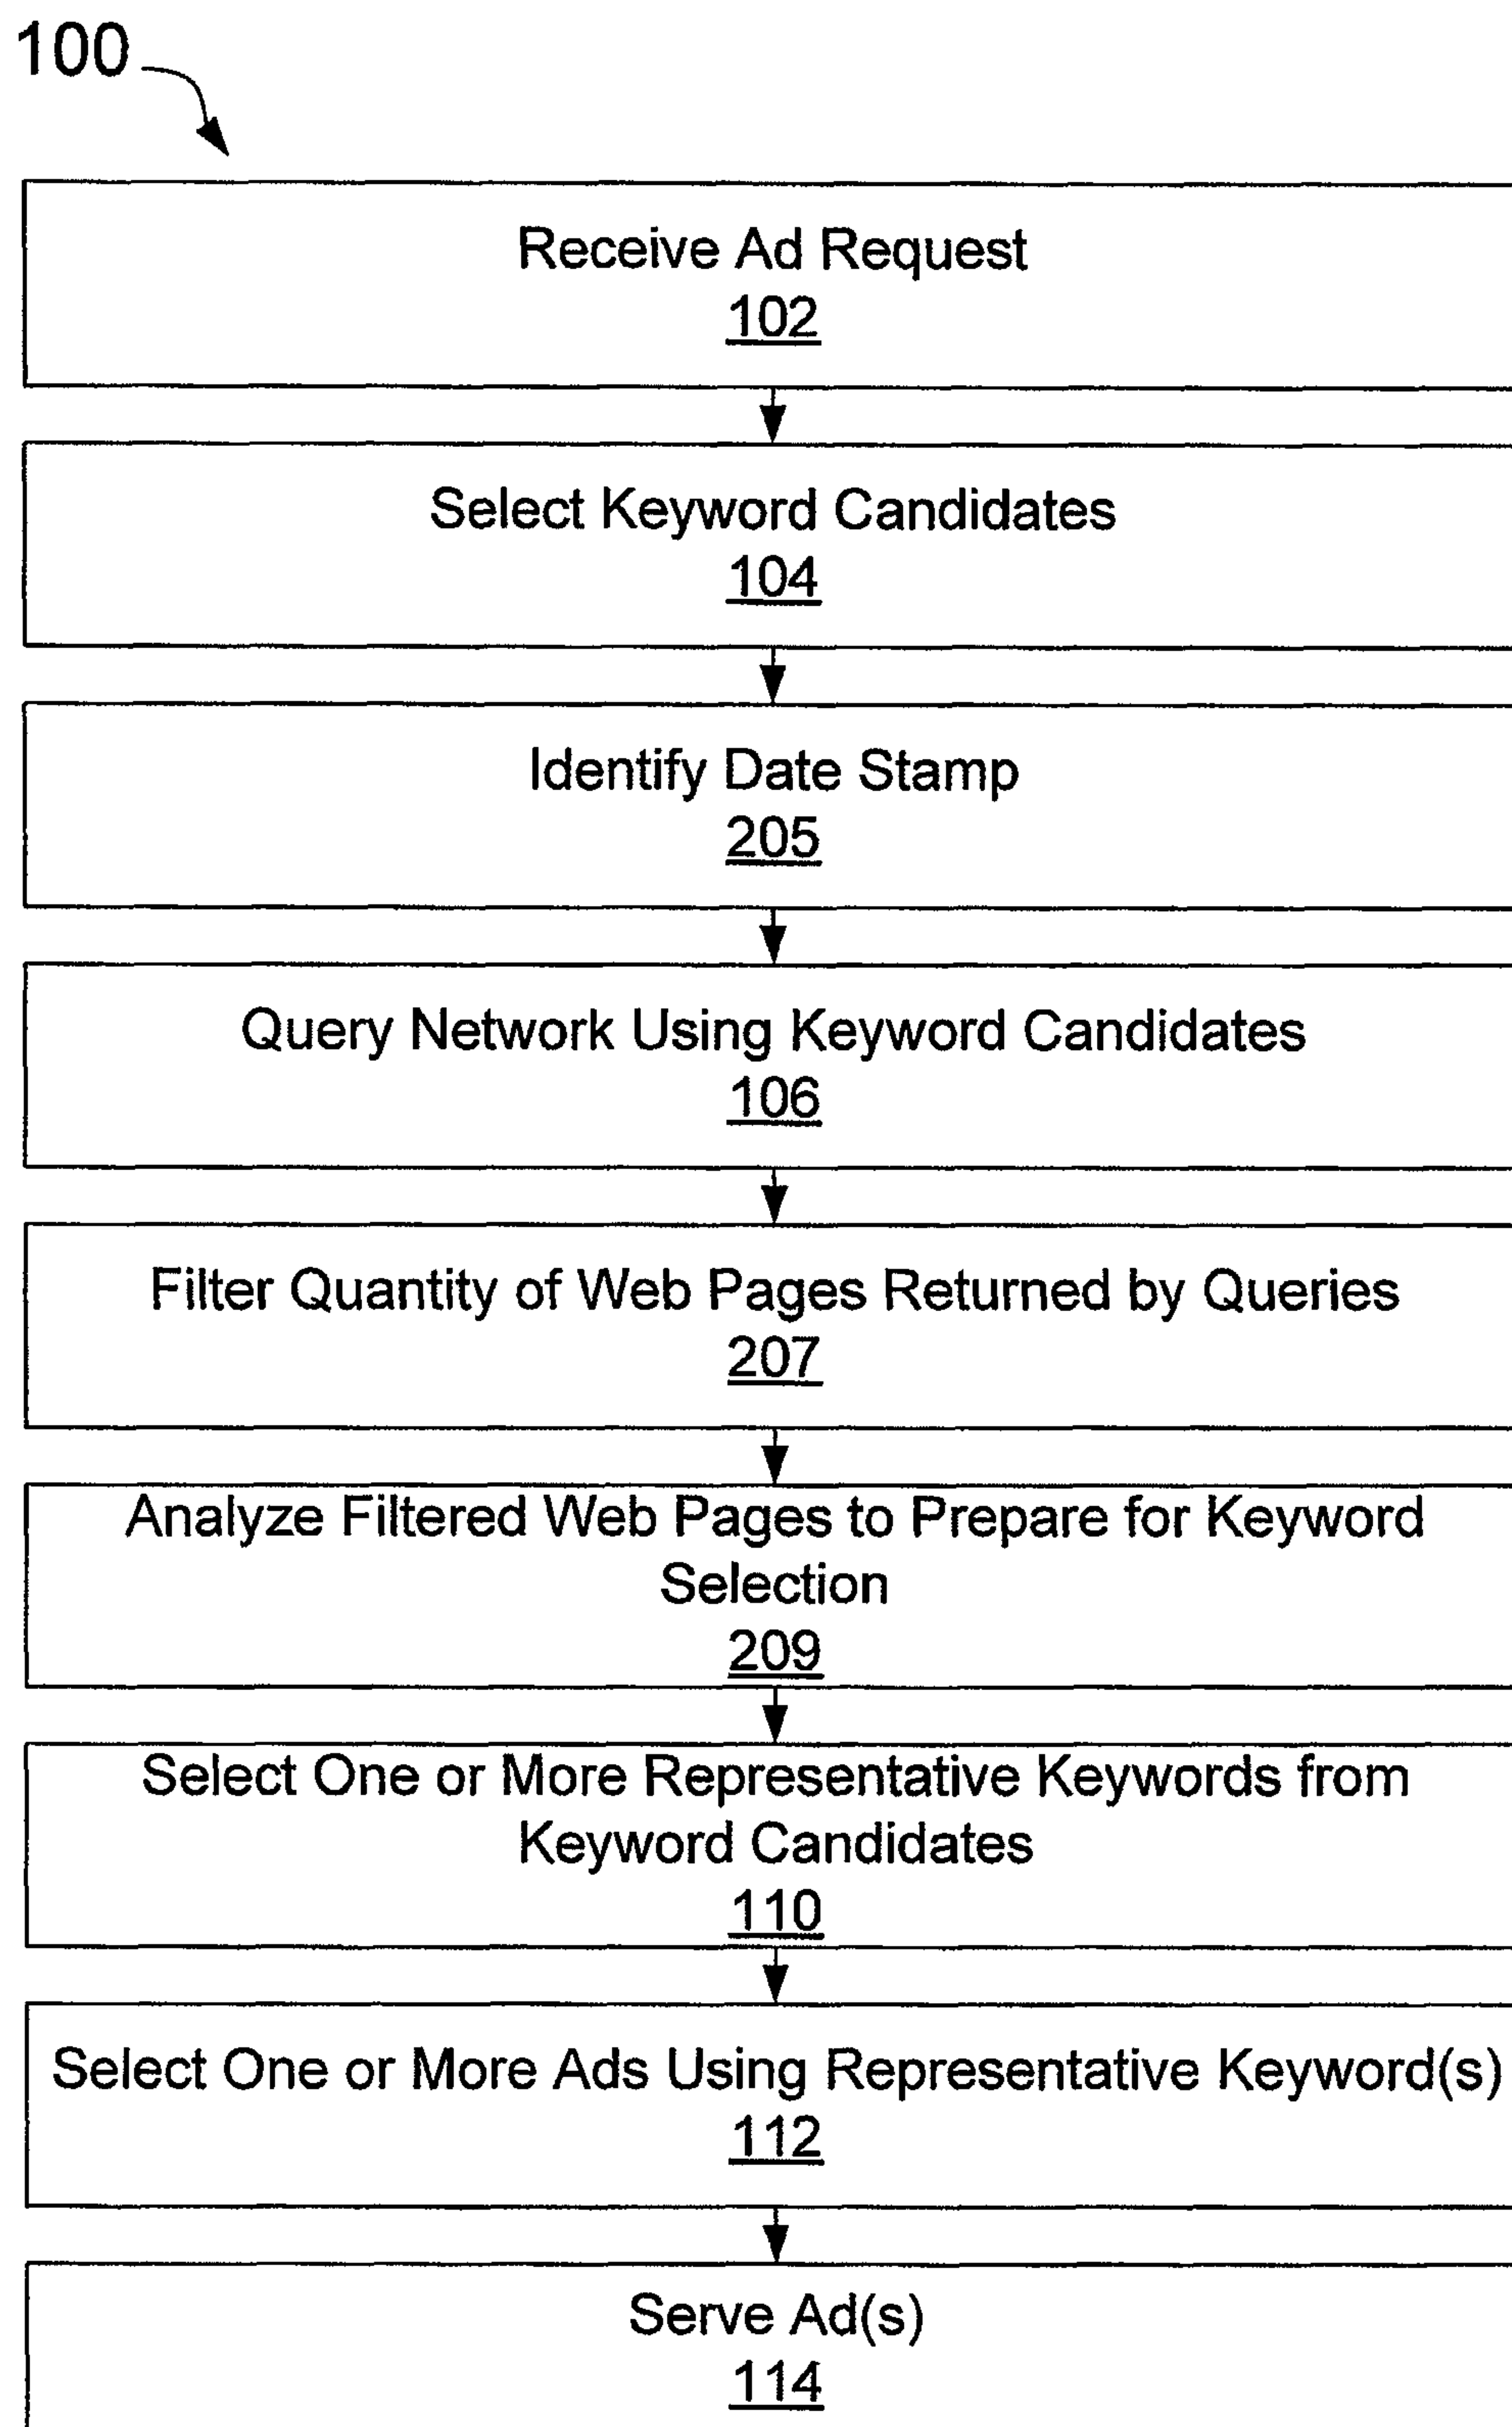 100
Receive Ad Request
102
Select Keyword Candidates
104
Identify Date Stamp
205
Query Network Using Keyword Candidates
106
Filter Quantity of Web Pages Returned by Queries
207
Analyze Filtered Web Pages to Prepare for Keyword
Selection
209
Select One or More Representative Keywords from
Keyword Candidates
110
Select One or More Ads Using Representative Keyword(s)
112
Serve Ad(s)
114